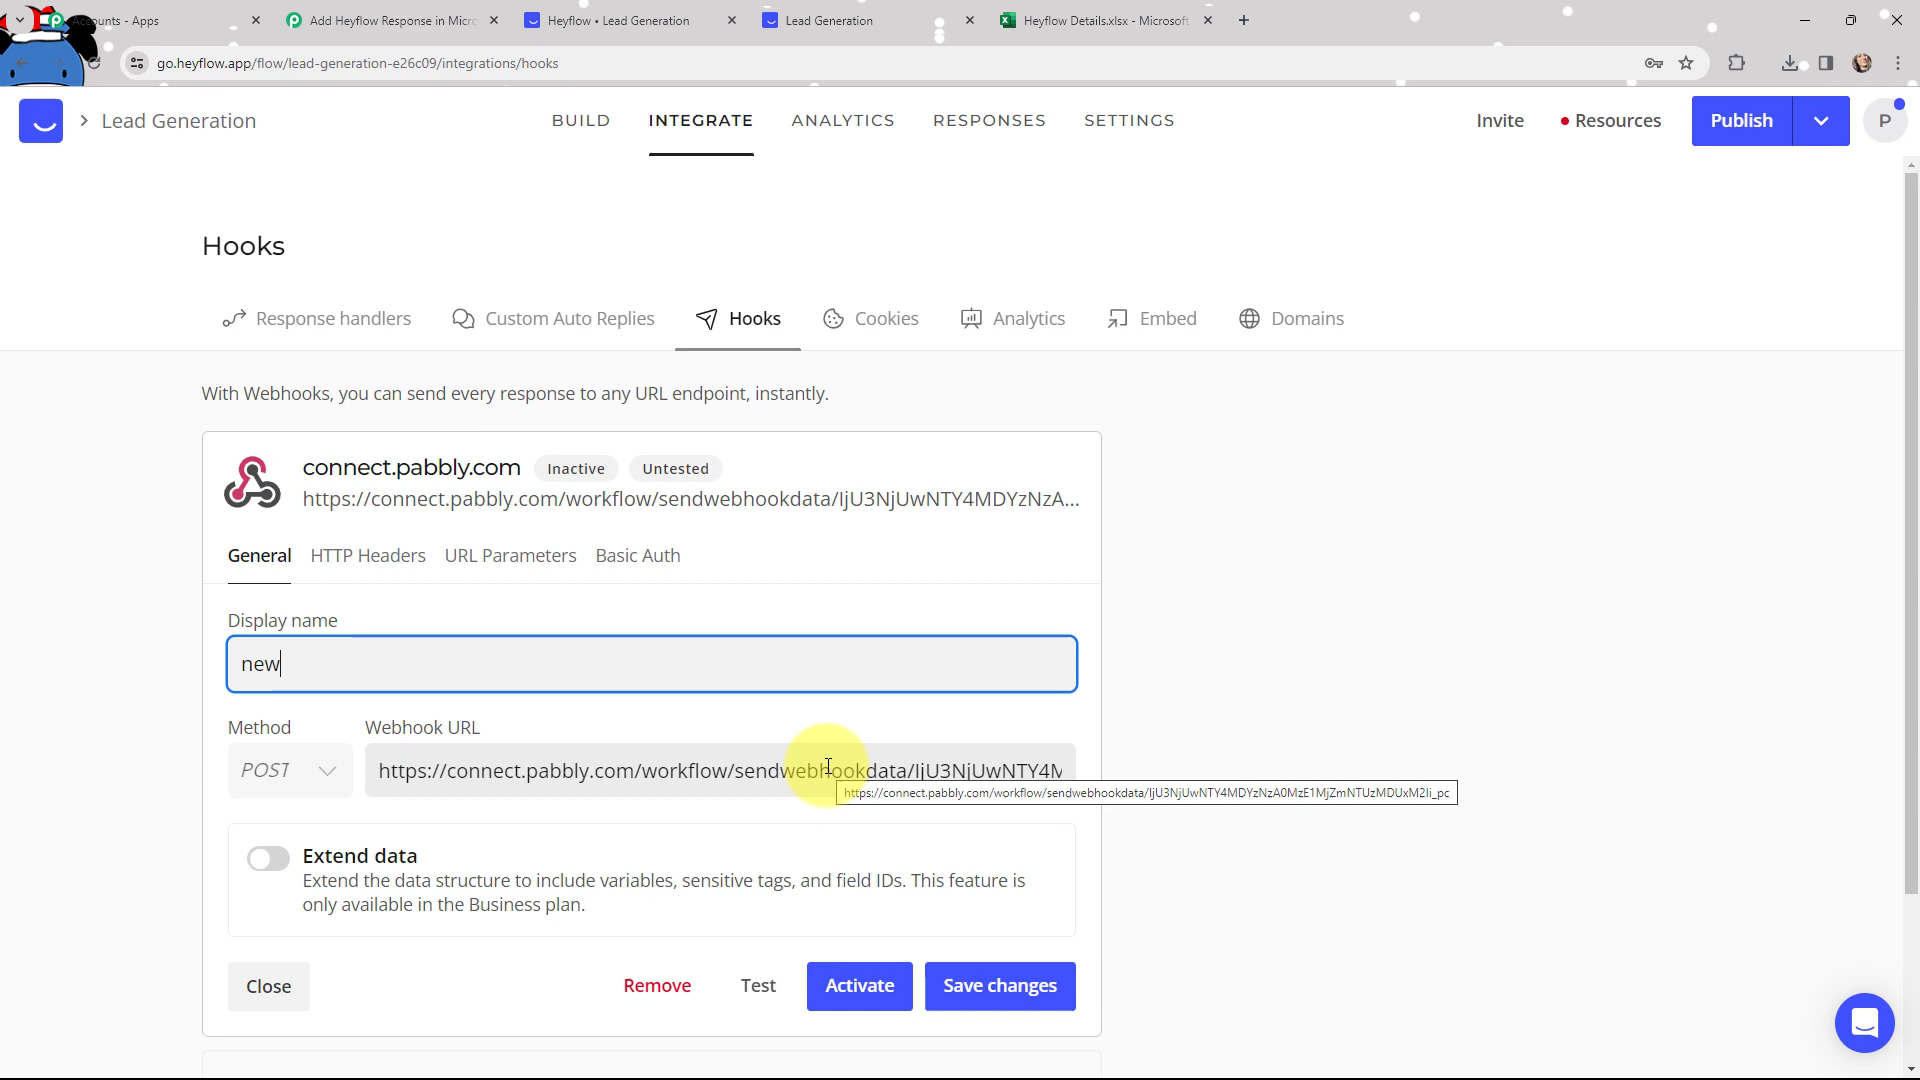 counts - Apps
Add Heyflow Response in Micro
Heyflow • Lead Generation
Lead Generation
Heyflow Details.xlsx - Microsoft
go.heyflow.app/flow/lead-generation-e26c09/integrations/hooks
Lead Generation
BUILD
INTEGRATE
ANALYTICS
RESPONSES
SETTINGS
Invite
Resources
Publish
P
Hooks
Response handlers
Custom Auto Replies
Hooks
Cookies
Analytics
Embed
Domains
With Webhooks, you can send every response to any URL endpoint, instantly.
connect.pabbly.com
Inactive
Untested
https://connect.pabbly.com/workflow/sendwebhookdata/IjU3NjUwNTY4MDYzNzA...
General
HTTP Headers
URL Parameters
Basic Auth
Display name
new
Method
Webhook URL
POST
https://connect.pabbly.com/workflow/sendwebhookdata/IjU3NjUwNTY4M
https://connect.pabbly.com/workflow/sendwebhookdata/IjU3NjUwNTY4MDYzNzA0MzE1MjZmNTUzMDUxM2Ii_pc
Extend data
Extend the data structure to include variables, sensitive tags, and field IDs. This feature is
only available in the Business plan.
Close
Remove
Test
Activate
Save changes